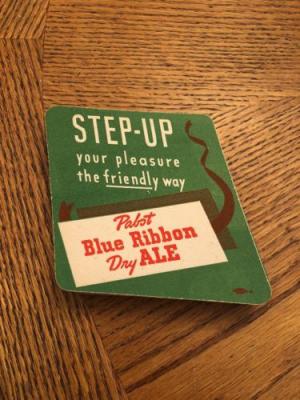 STEP-UP
your pleasure
the friendly way
Pabst
Blue Ribbon
Dry ALE